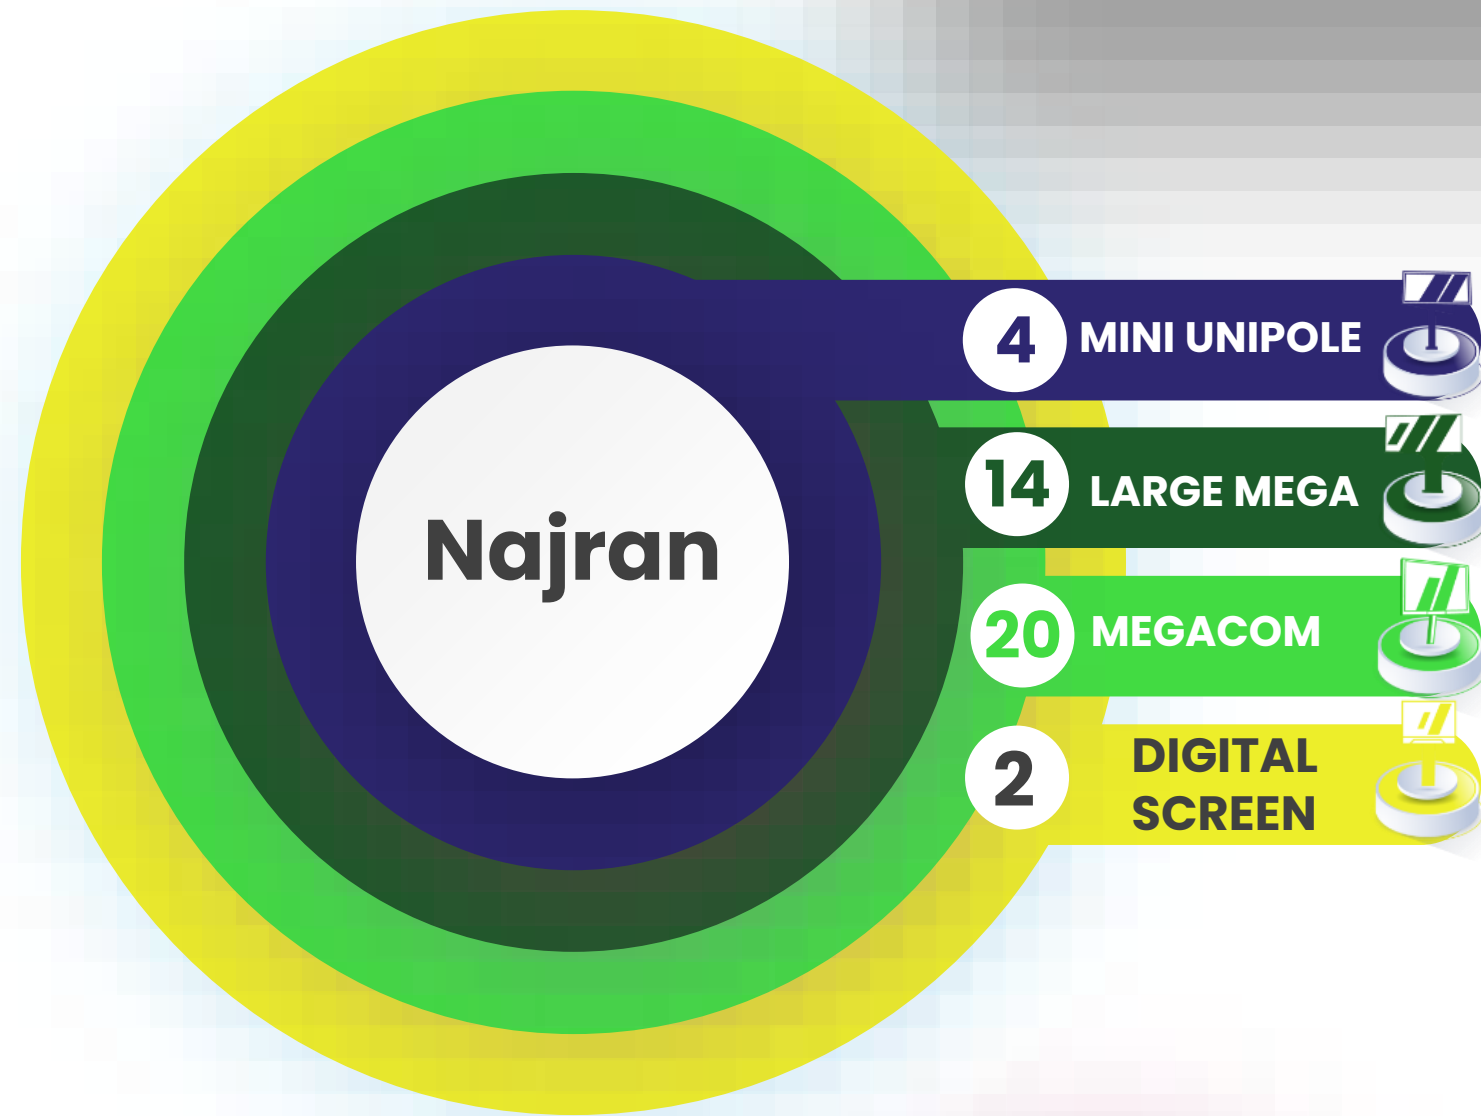 Najran
4 MINI UNIPOLE
14 LARGE MEGA
20 MEGACOM
2 DIGITAL
SCREEN